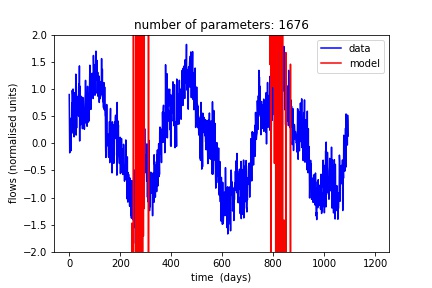 number of parameters: 1676
data
model
flows (normalised units)
2.0
1.5
1.0
0.5
0.0
−0.5
−1.0
−1.5
−2.0
0 200 400 600 800 1000 1200
time (days)